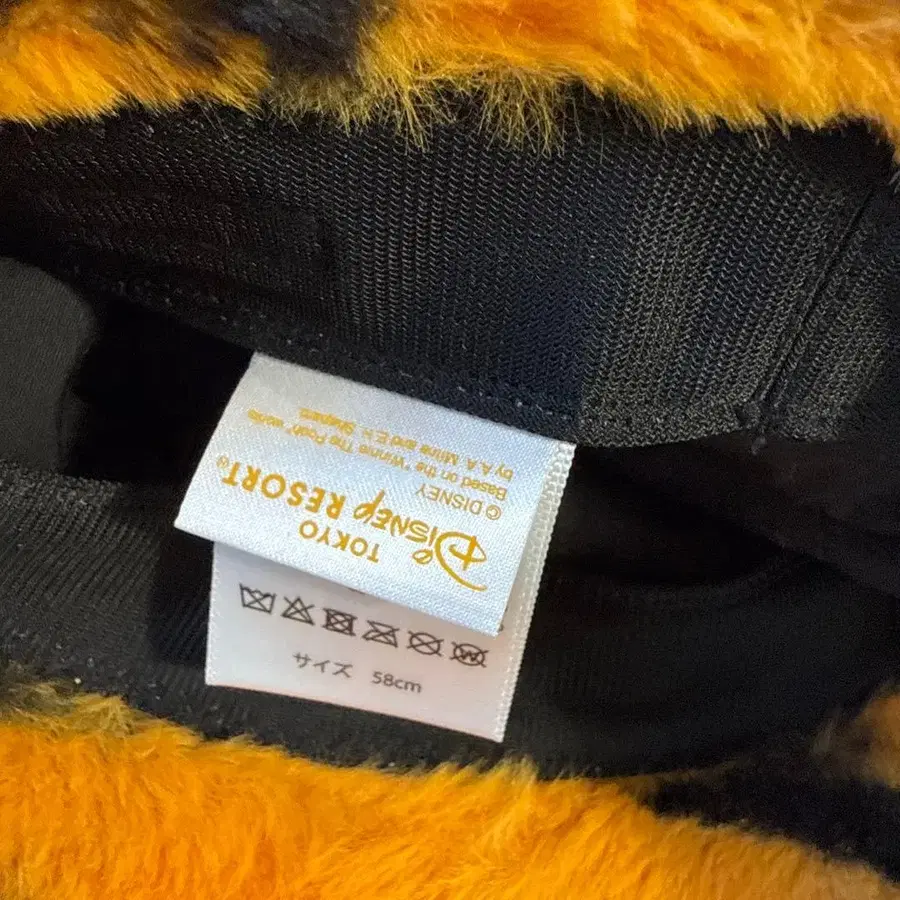 TOKYO
Disney RESORT®
© DISNEY
Based on the "Winnie The Pooh" works
by A.A. Milne and E.H. Shepard.
サイズ 58cm